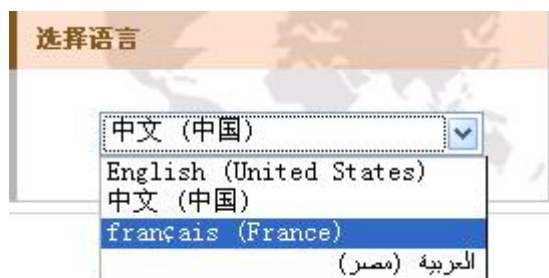 选择语言
中文 (中国)
English (United States)
中文 (中国)
français (France)
العربية (مصر)